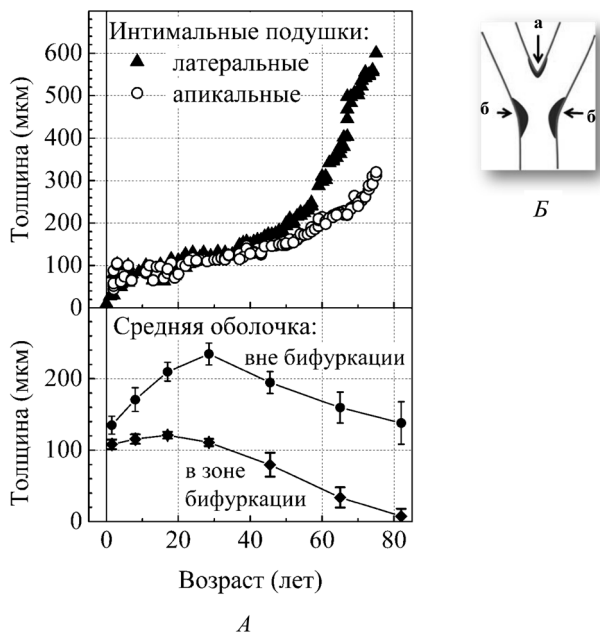 Интимальные подушки:
латеральные
апикальные
Толщина (мкм)
600
500
400
300
200
100
0
Средняя оболочка:
вне бифуркации
в зоне
бифуркации
Толщина (мкм)
200
100
0
0 20 40 60 80
Возраст (лет)
А
а
б б
Б